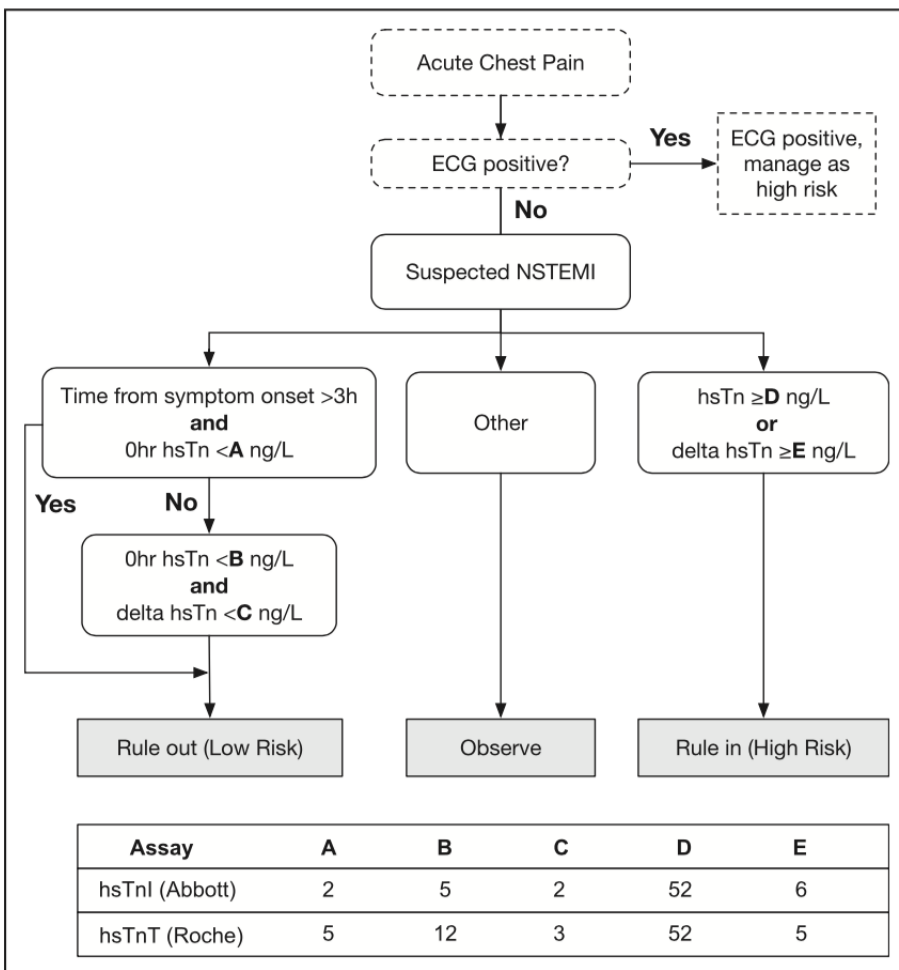 Acute Chest Pain
ECG positive?
Yes
ECG positive,
manage as
high risk
No
Suspected NSTEMI
Time from symptom onset >3h
and
0hr hsTn <A ng/L
Other
hsTn ≥D ng/L
or
delta hsTn ≥E ng/L
Yes
No
0hr hsTn <B ng/L
and
delta hsTn <C ng/L
Rule out (Low Risk)
Observe
Rule in (High Risk)
Assay A B C D E
hsTnI (Abbott) 2 5 2 52 6
hsTnT (Roche) 5 12 3 52 5